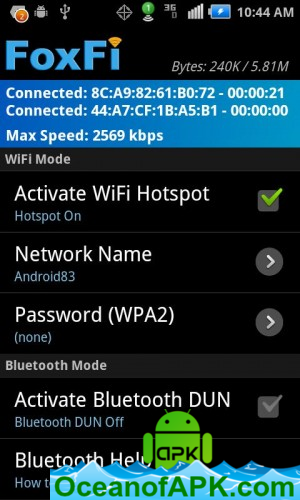 2
3G
10:44 AM
FoxFi
Bytes: 240K / 5.81M
Connected: 8C:A9:82:61:B0:72 - 00:00:21
Connected: 44:A7:CF:1B:A5:B1 - 00:00:00
Max Speed: 2569 kbps
WiFi Mode
Activate WiFi Hotspot
Hotspot On
Network Name
Android83
Password (WPA2)
(none)
Bluetooth Mode
Activate Bluetooth DUN
Bluetooth DUN Off
Bluetooth Help
How to
APK
OceanofAPK.com